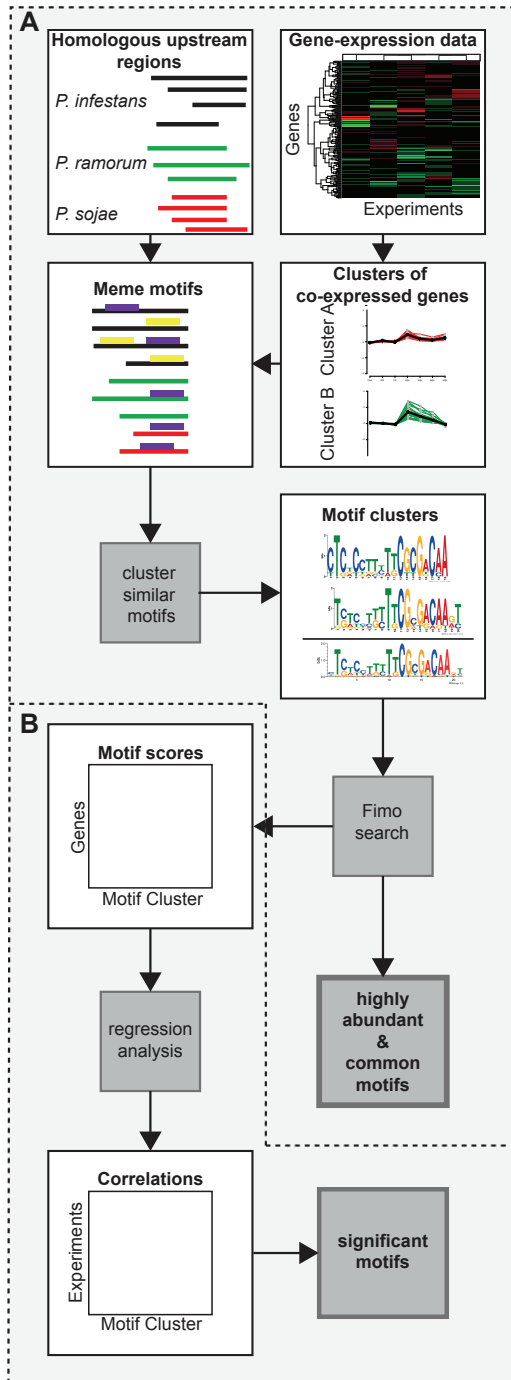 A
Homologous upstream
regions
P. infestans
P. ramorum
P. sojae
Gene-expression data
Genes
Experiments
Meme motifs
Clusters of
co-expressed genes
Cluster A
Cluster B
cluster
similar
motifs
Motif clusters
B
Motif scores
Genes
Motif Cluster
Fimo
search
regression
analysis
highly
abundant
&
common
motifs
Correlations
Experiments
Motif Cluster
significant
motifs